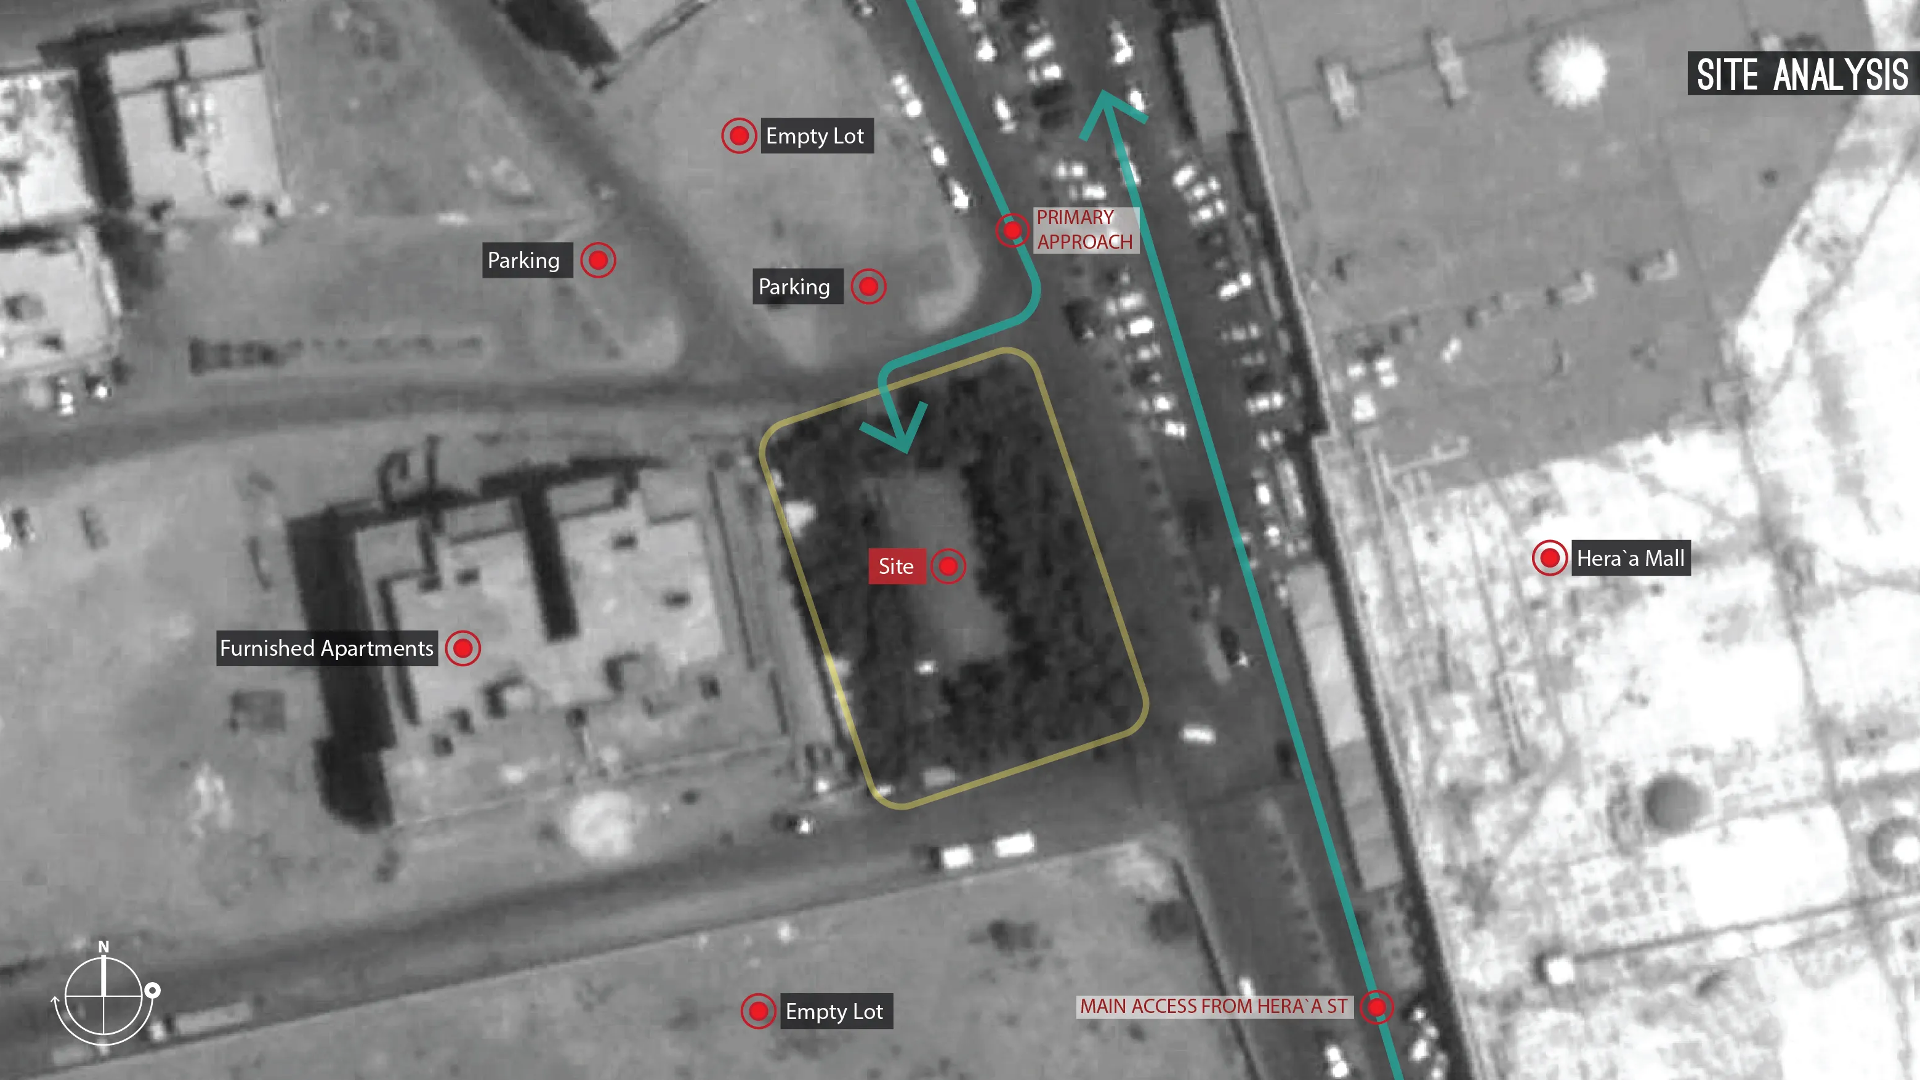 SITE ANALYSIS
Empty Lot
PRIMARY
APPROACH
Parking
Parking
Site
Hera`a Mall
Furnished Apartments
N
Empty Lot
MAIN ACCESS FROM HERA`A ST